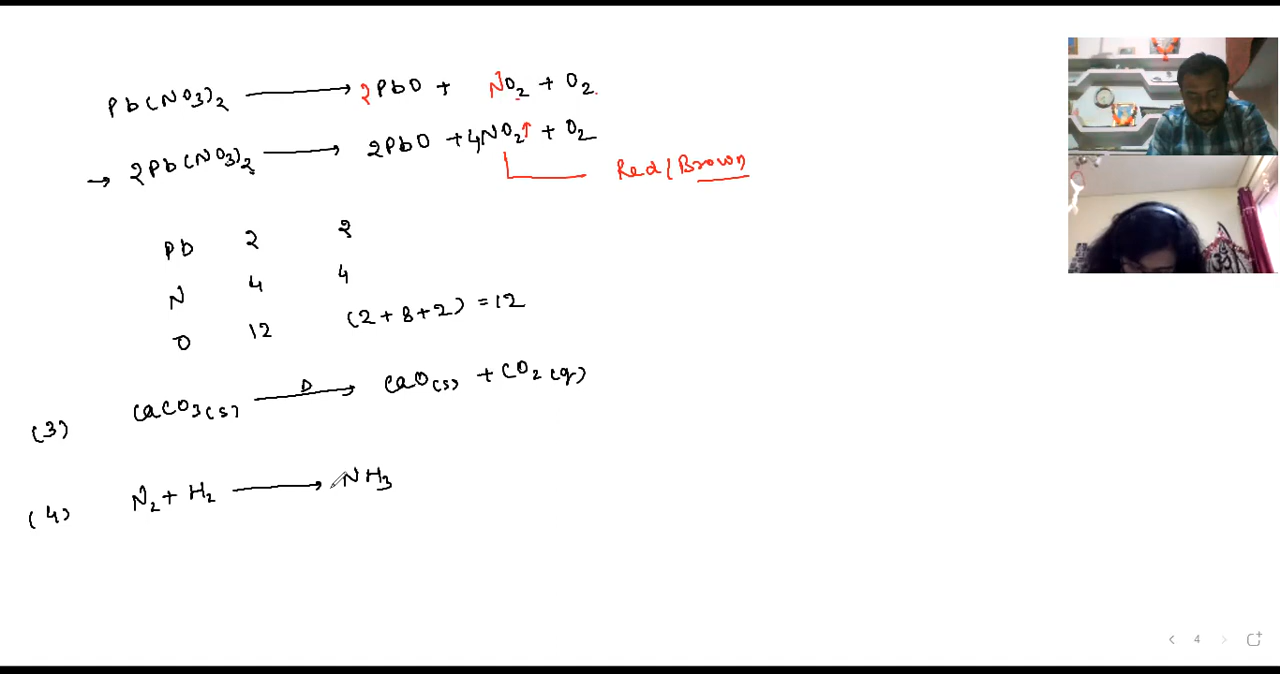 Pb(NO3)2 ⟶ 2PbO + NO2 + O2
→ 2Pb(NO3)2 ⟶ 2PbO + 4NO2↑ + O2
Red/Brown
Pb 2 2
N 4 4
O 12 (2+8+2) = 12
(3) CaCO3(s) —Δ→ CaO(s) + CO2(g)
(4) N2 + H2 ⟶ NH3
4